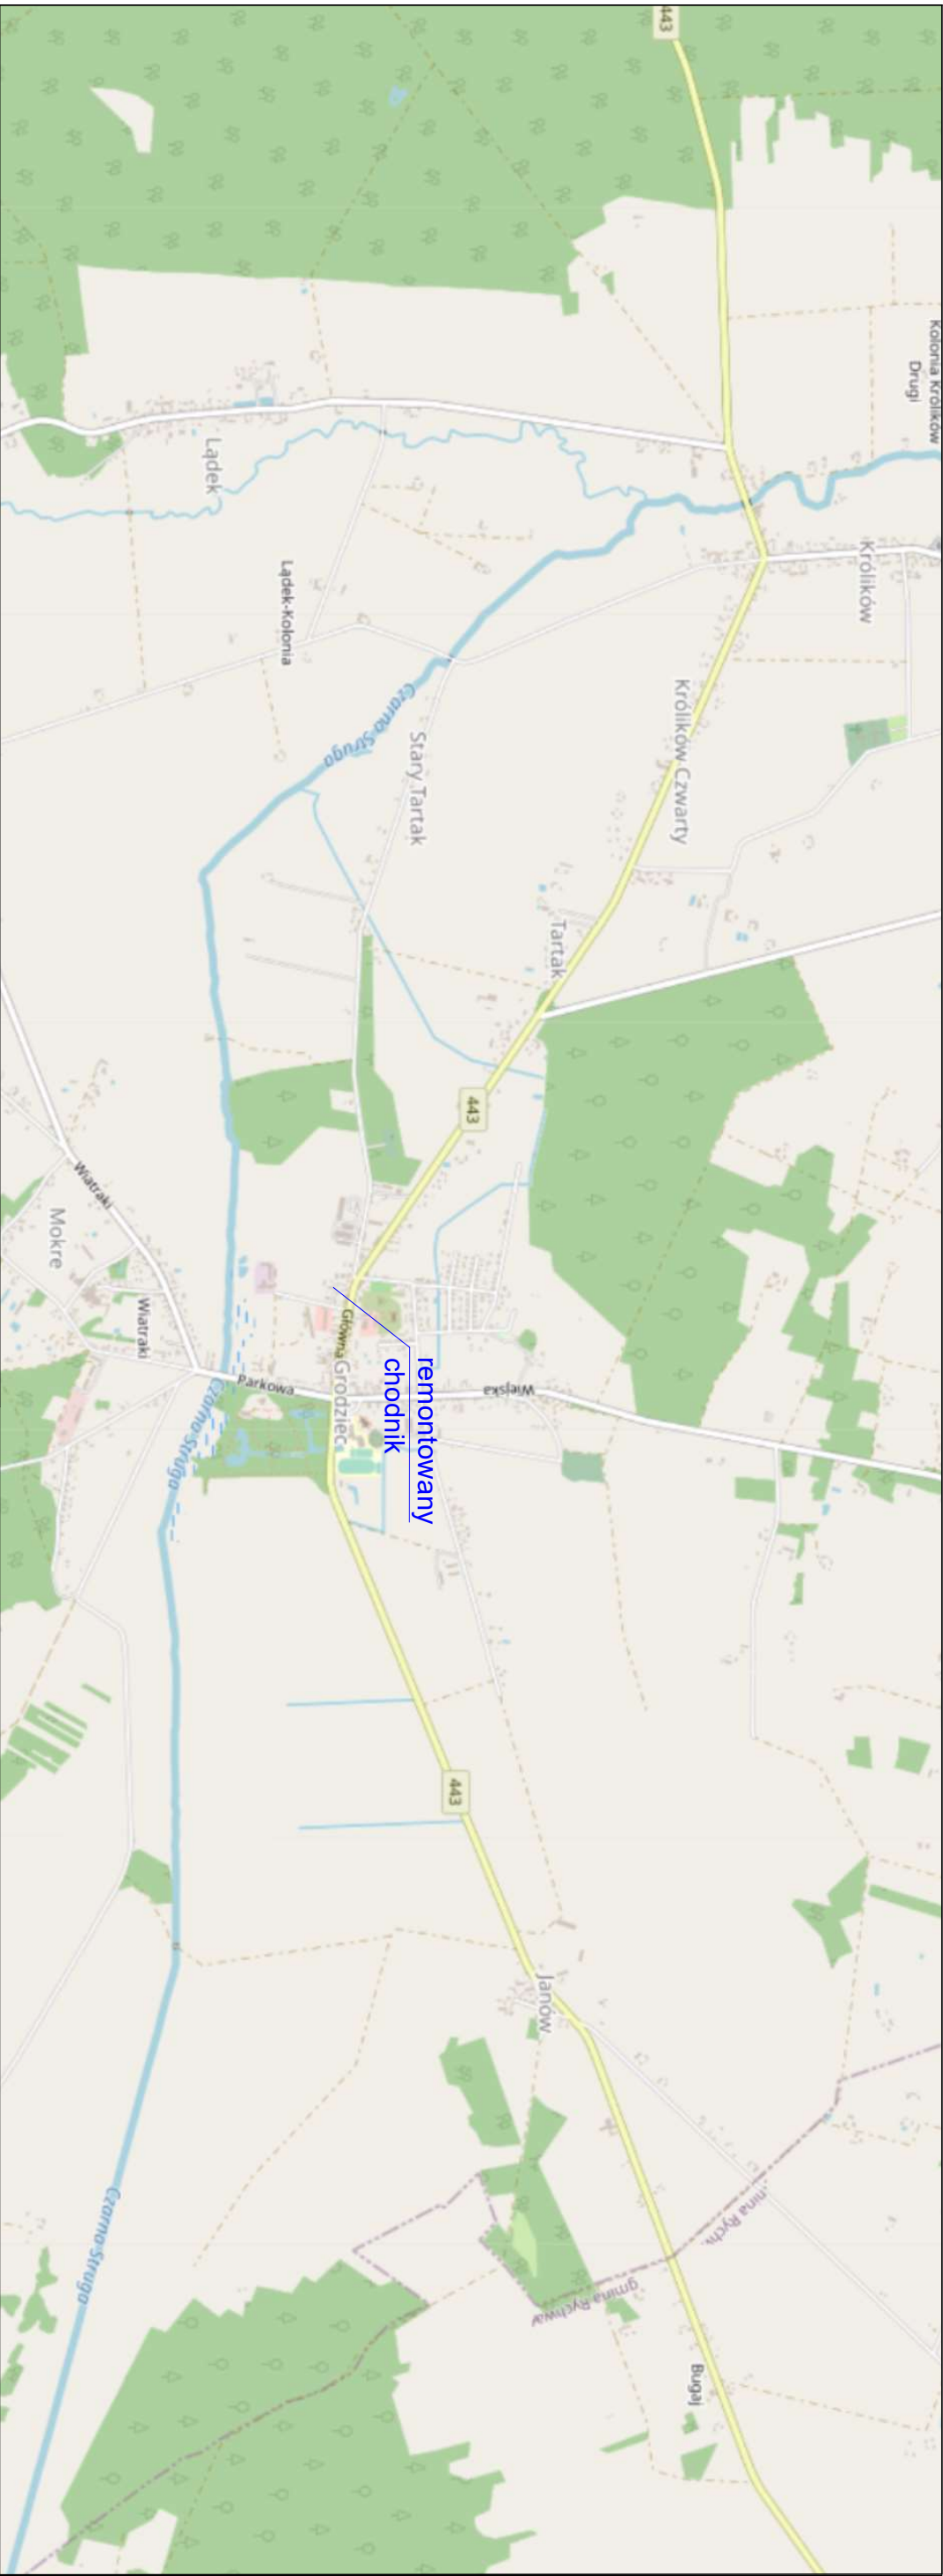 443
Kolonia Królików
Drugi
Lądek
Lądek-Kolonia
Królików
Królików Czwarty
Czarna Struga
Stary Tartak
Tartak
443
Wiatraki
Mokre
Wiatraki
Główna
Parkowa
Grodziec
Wiejska
remontowany
chodnik
Czarna Struga
443
Janów
Czarna Struga
nina Rych
gmina Rychwał
Bugaj